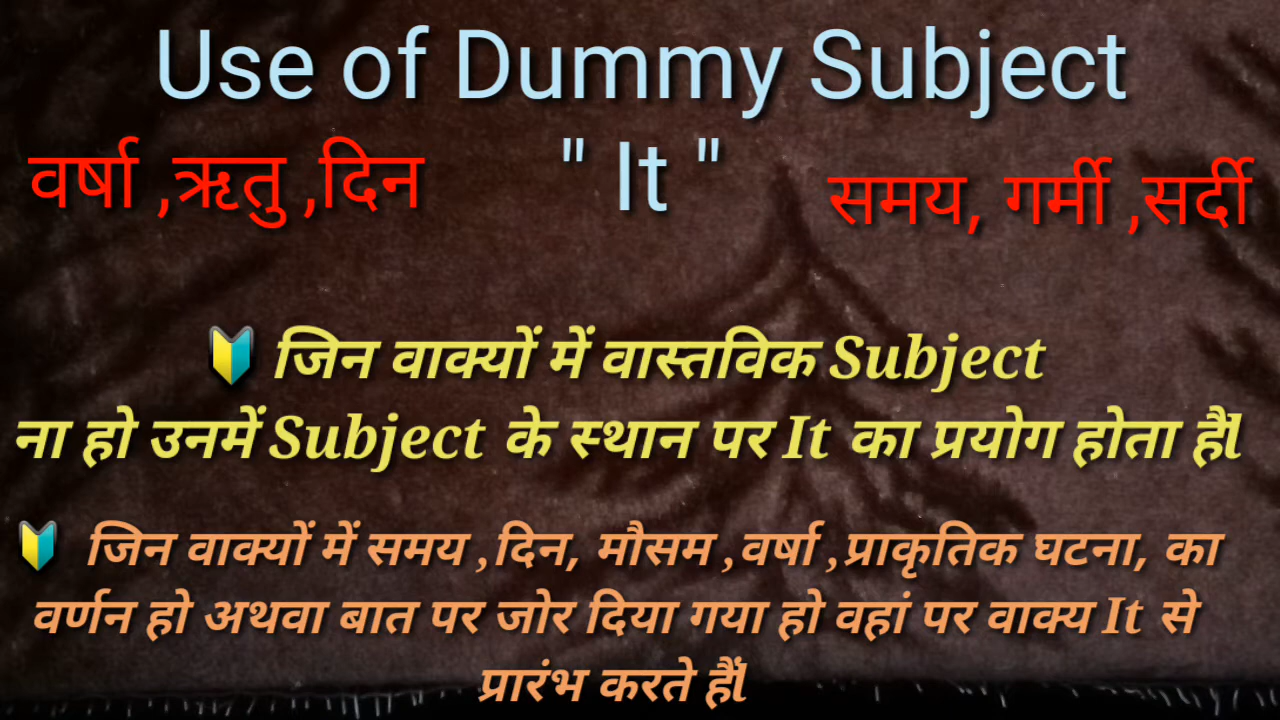 Use of Dummy Subject
वर्षा ,ऋतु ,दिन " It " समय, गर्मी ,सर्दी
🔰 जिन वाक्यों में वास्तविक Subject
ना हो उनमें Subject के स्थान पर It का प्रयोग होता हैंl
🔰 जिन वाक्यों में समय ,दिन, मौसम ,वर्षा ,प्राकृतिक घटना, का
वर्णन हो अथवा बात पर जोर दिया गया हो वहां पर वाक्य It से
प्रारंभ करते हैंl